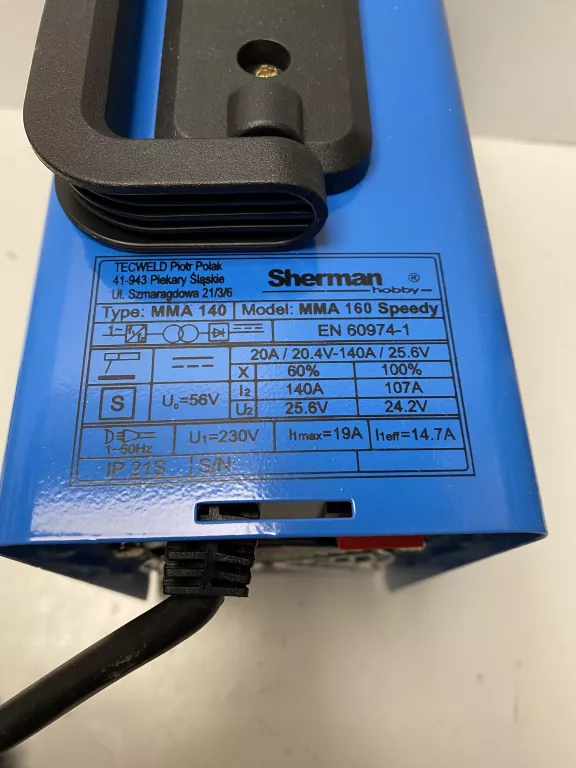 TECWELD Piotr Polak
41-943 Piekary Śląskie
Ul. Szmaragdowa 21/3/6
Sherman ®
hobby
Type: MMA 140 Model: MMA 160 Speedy
1~ EN 60974-1
20A / 20.4V-140A / 25.6V
X 60% 100%
S U₀=56V I2 140A 107A
U2 25.6V 24.2V
1~50Hz U1=230V I1max=19A I1eff=14.7A
IP 21S S/N